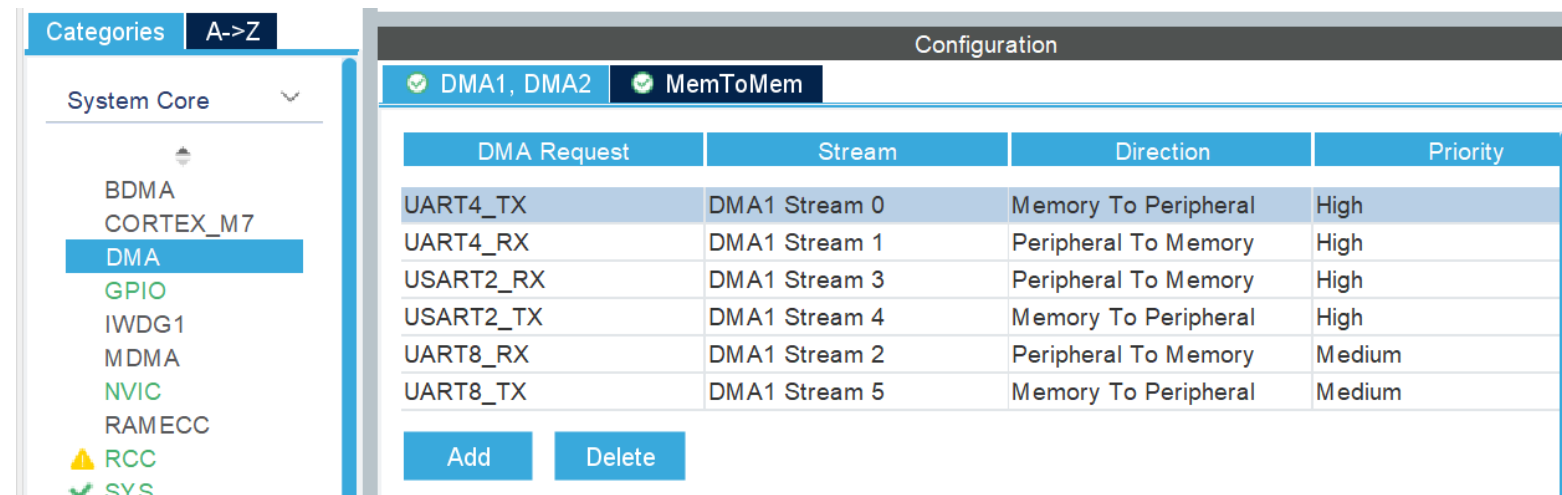 Categories A->Z
System Core
BDMA
CORTEX_M7
DMA
GPIO
IWDG1
MDMA
NVIC
RAMECC
RCC
SYS
Configuration
DMA1, DMA2 MemToMem
DMA Request Stream Direction Priority
UART4_TX DMA1 Stream 0 Memory To Peripheral High
UART4_RX DMA1 Stream 1 Peripheral To Memory High
USART2_RX DMA1 Stream 3 Peripheral To Memory High
USART2_TX DMA1 Stream 4 Memory To Peripheral High
UART8_RX DMA1 Stream 2 Peripheral To Memory Medium
UART8_TX DMA1 Stream 5 Memory To Peripheral Medium
Add Delete